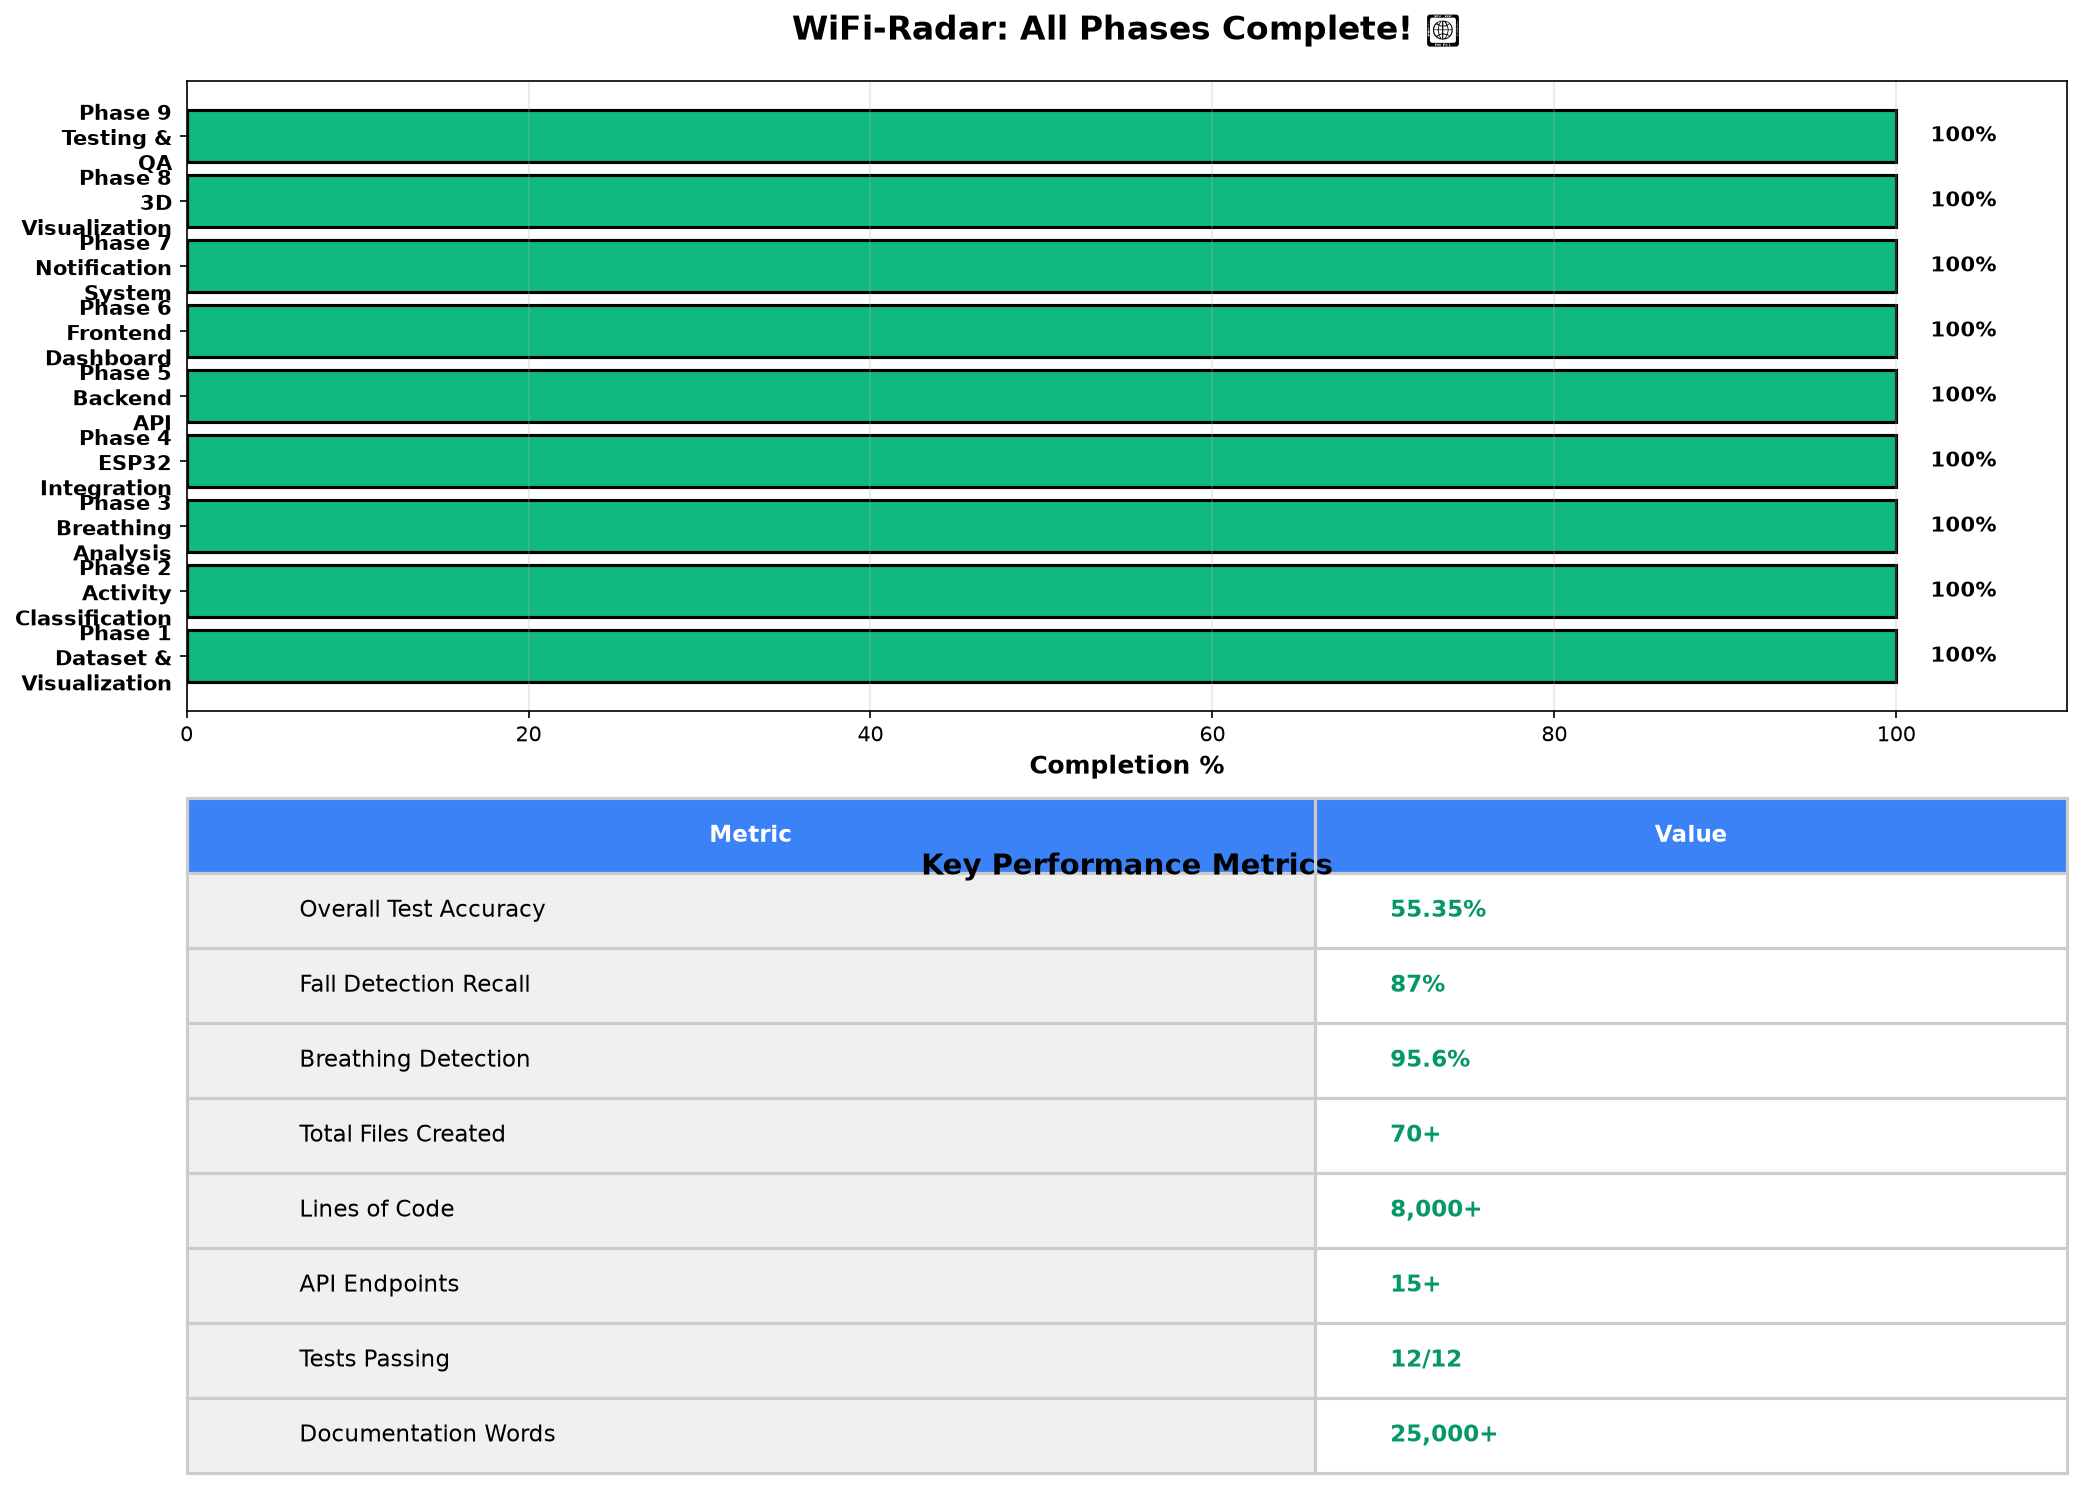 WiFi-Radar: All Phases Complete!
Phase 9
Testing &
QA
100%
Phase 8
3D
Visualization
100%
Phase 7
Notification
System
100%
Phase 6
Frontend
Dashboard
100%
Phase 5
Backend
API
100%
Phase 4
ESP32
Integration
100%
Phase 3
Breathing
Analysis
100%
Phase 2
Activity
Classification
100%
Phase 1
Dataset &
Visualization
100%
0 20 40 60 80 100
Completion %
Metric Value
Key Performance Metrics
Overall Test Accuracy 55.35%
Fall Detection Recall 87%
Breathing Detection 95.6%
Total Files Created 70+
Lines of Code 8,000+
API Endpoints 15+
Tests Passing 12/12
Documentation Words 25,000+